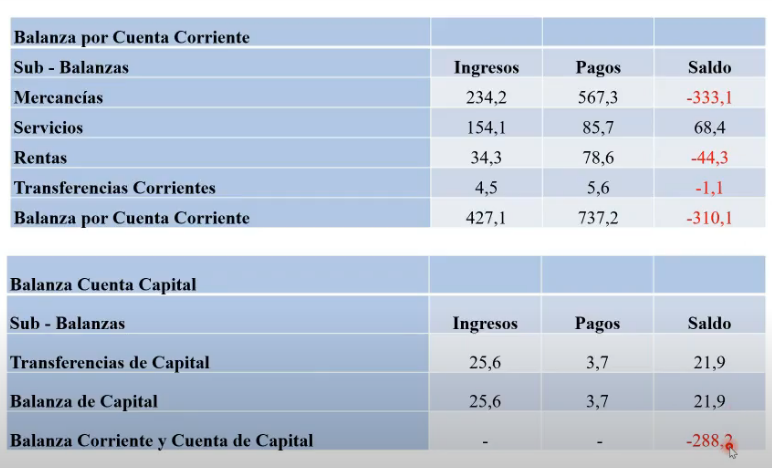 Balanza por Cuenta Corriente
Sub - Balanzas Ingresos Pagos Saldo
Mercancías 234,2 567,3 -333,1
Servicios 154,1 85,7 68,4
Rentas 34,3 78,6 -44,3
Transferencias Corrientes 4,5 5,6 -1,1
Balanza por Cuenta Corriente 427,1 737,2 -310,1
Balanza Cuenta Capital
Sub - Balanzas Ingresos Pagos Saldo
Transferencias de Capital 25,6 3,7 21,9
Balanza de Capital 25,6 3,7 21,9
Balanza Corriente y Cuenta de Capital - - -288,2